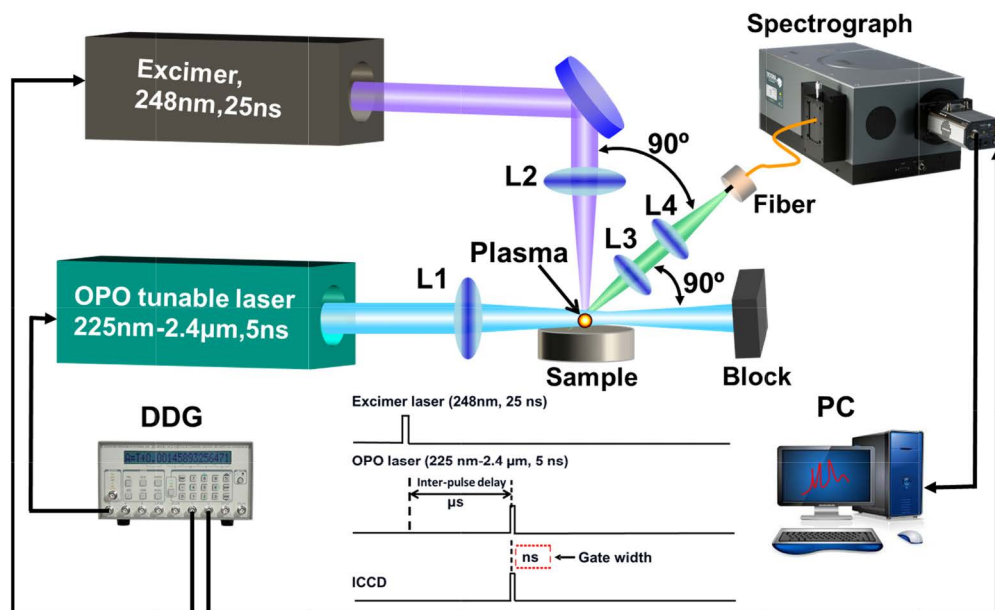 Spectrograph
Excimer,
248nm,25ns
90º
L2
Fiber
L4
L3
Plasma
90º
OPO tunable laser
225nm-2.4µm,5ns
L1
Sample
Block
DDG
A=T+0.00145893256471
PC
Excimer laser (248nm, 25 ns)
OPO laser (225 nm-2.4 µm, 5 ns)
Inter-pulse delay
µs
ns
Gate width
ICCD